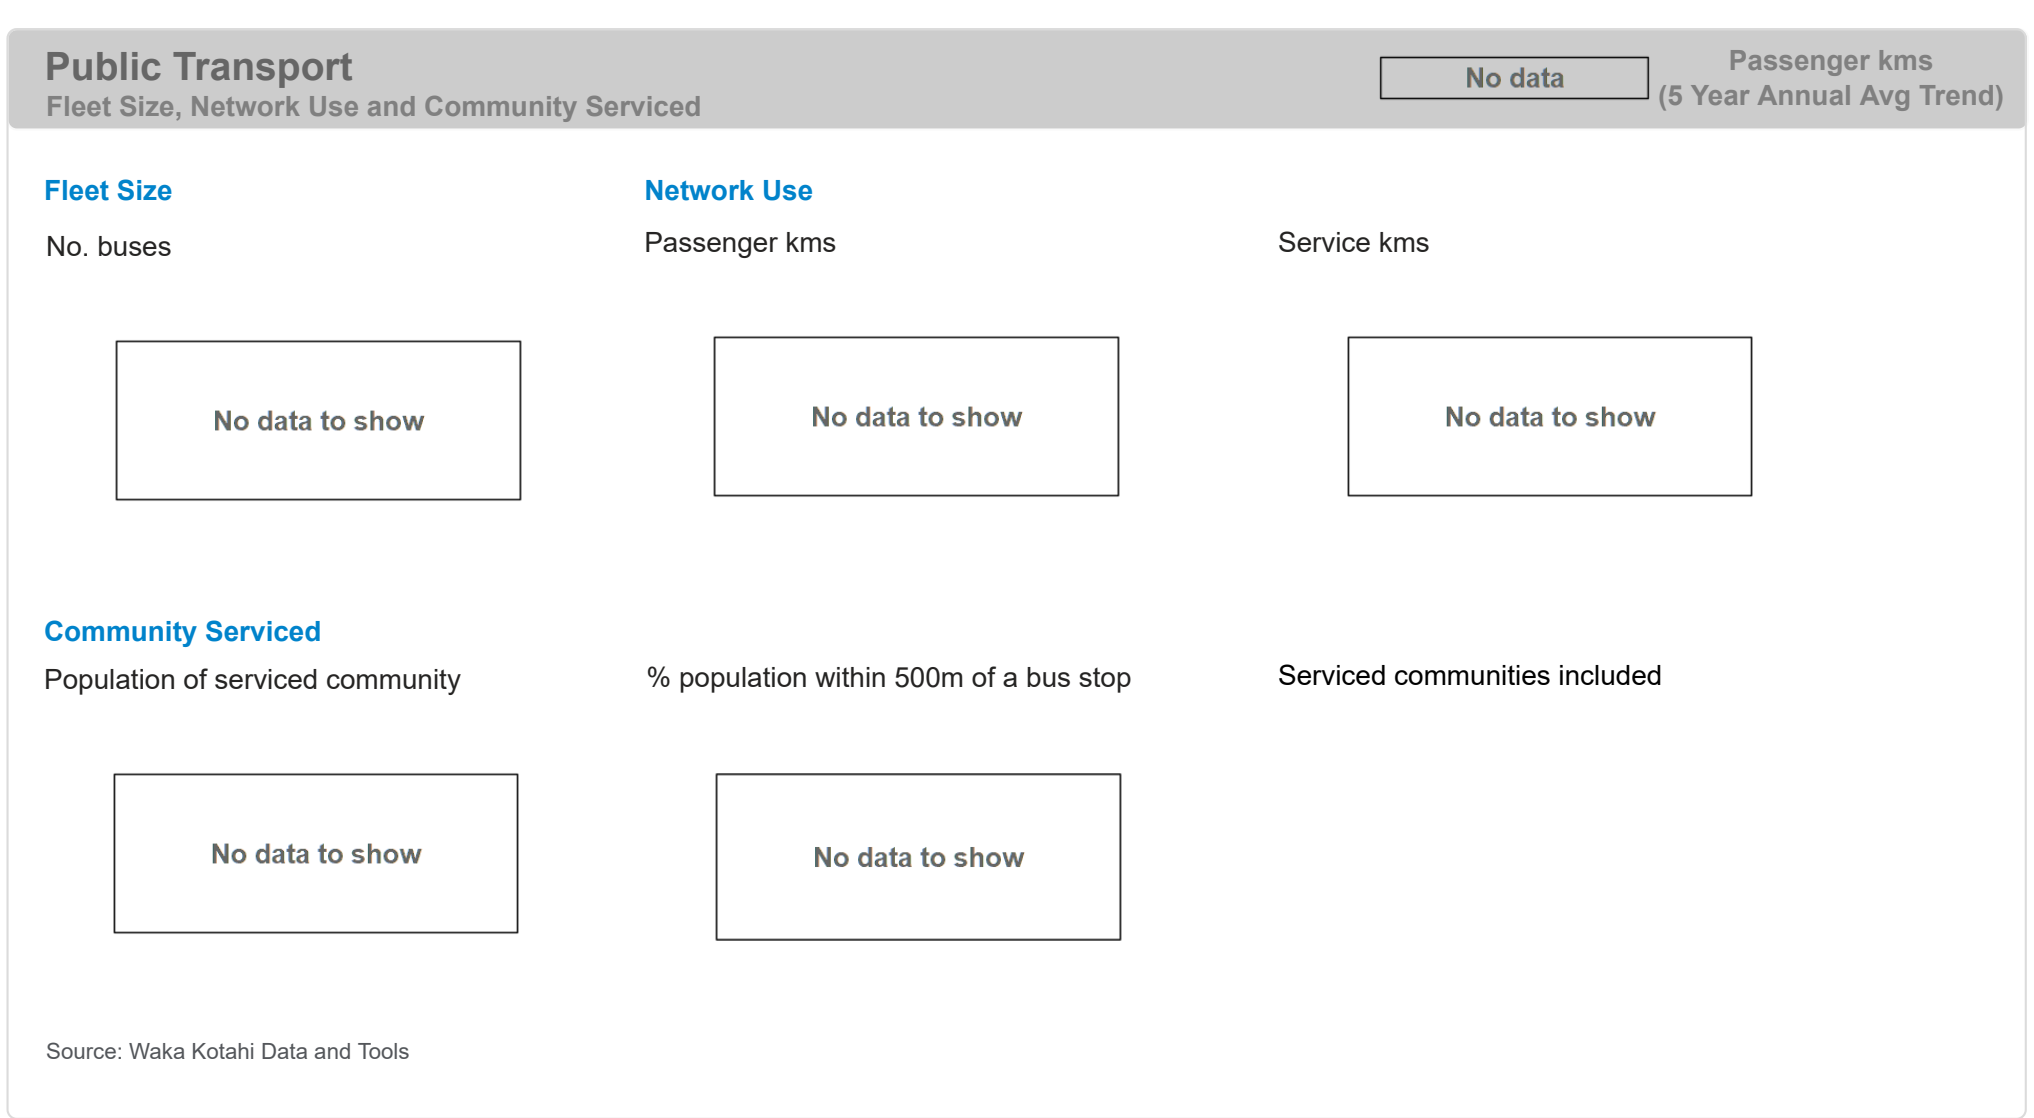 Public Transport
Fleet Size, Network Use and Community Serviced
No data
Passenger kms
(5 Year Annual Avg Trend)
Fleet Size
No. buses
No data to show
Network Use
Passenger kms
No data to show
Service kms
No data to show
Community Serviced
Population of serviced community
No data to show
% population within 500m of a bus stop
No data to show
Serviced communities included
Source: Waka Kotahi Data and Tools